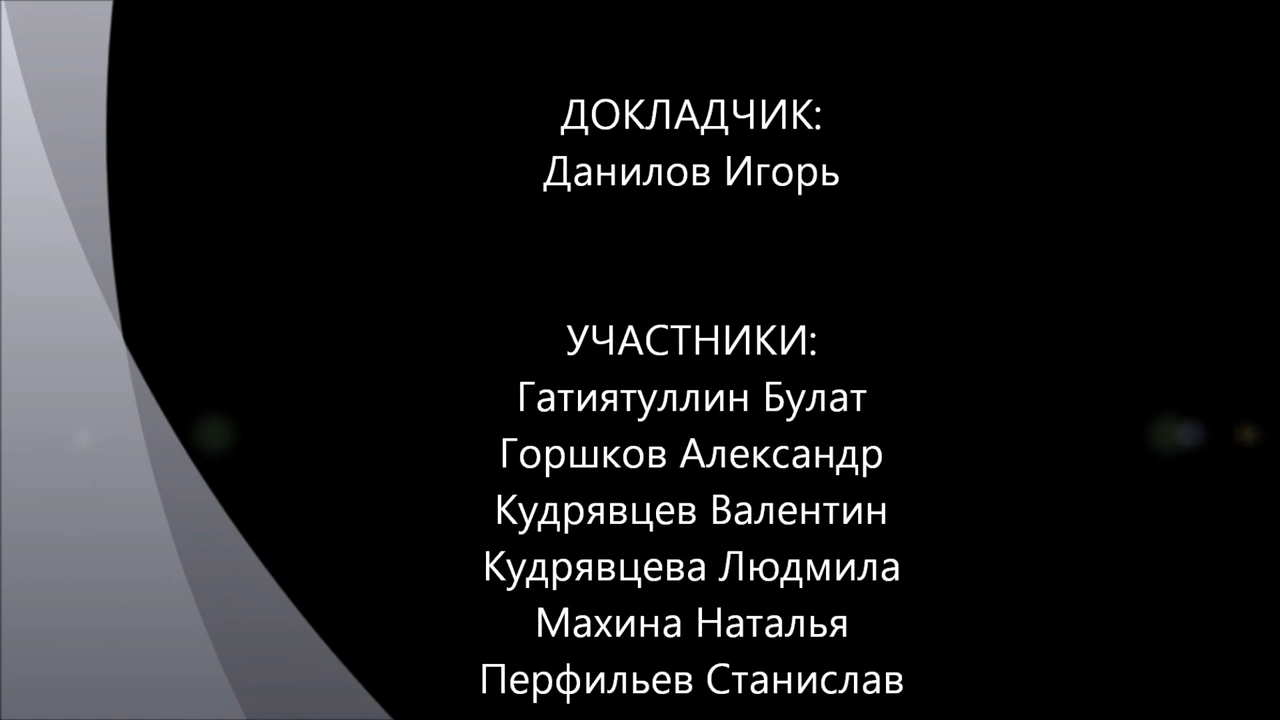 ДОКЛАДЧИК:
Данилов Игорь
УЧАСТНИКИ:
Гатиятуллин Булат
Горшков Александр
Кудрявцев Валентин
Кудрявцева Людмила
Махина Наталья
Перфильев Станислав